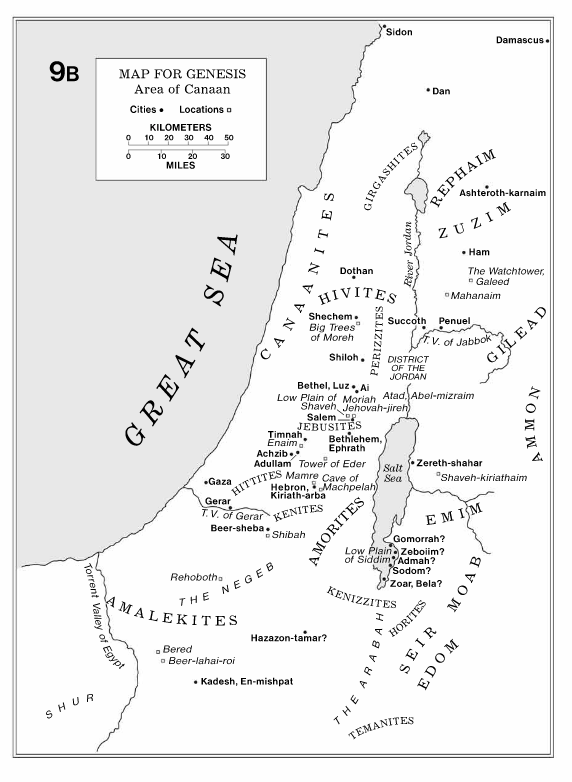 9B
MAP FOR GENESIS
Area of Canaan
Cities
Locations
KILOMETERS
0 10 20 30 40 50
0 10 20 30
MILES
Sidon
Damascus
Dan
GIRGASHITES
REPHAIM
Ashteroth-karnaim
ZUZIM
River Jordan
Ham
The Watchtower,
Galeed
Mahanaim
GREAT SEA
CANAANITES
Dothan
HIVITES
Shechem
Big Trees
of Moreh
PERIZZITES
Succoth
Penuel
T.V. of Jabbok
GILEAD
Shiloh
DISTRICT
OF THE
JORDAN
Bethel, Luz
Ai
Low Plain of
Shaveh
Moriah
Jehovah-jireh
Atad, Abel-mizraim
AMMON
Salem
JEBUSITES
Timnah
Enaim
Bethlehem,
Ephrath
Achzib
Adullam
Tower of Eder
Salt
Sea
Zereth-shahar
Shaveh-kiriathaim
Gaza
HITTITES
Mamre
Cave of
Machpelah
Hebron,
Kiriath-arba
Gerar
T.V. of Gerar
KENITES
AMORITES
EMIM
Beer-sheba
Shibah
Gomorrah?
Low Plain
of Siddim
Zeboiim?
Admah?
Sodom?
Zoar, Bela?
Rehoboth
THE NEGEB
KENIZZITES
MOAB
Torrent Valley of Egypt
AMALEKITES
HORITES
SEIR
EDOM
Hazazon-tamar?
THE ARABAH
Bered
Beer-lahai-roi
Kadesh, En-mishpat
SHUR
TEMANITES